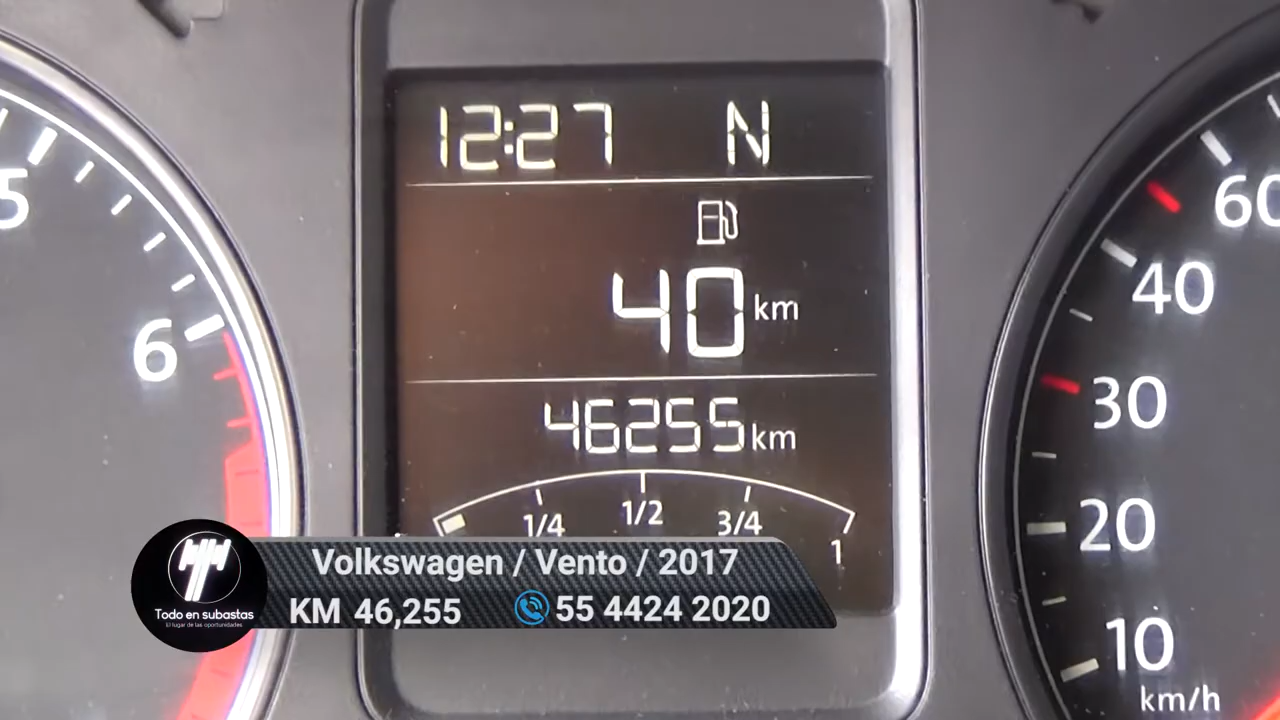 12:27 N
40 km
46255 km
1/4 1/2 3/4 1
5
6
60
40
30
20
10
km/h
Volkswagen / Vento / 2017
KM 46,255 55 4424 2020
Todo en subastas
El lugar de las oportunidades